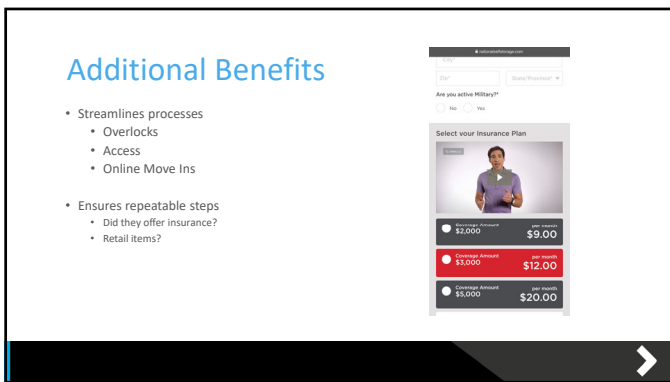 Additional Benefits
• Streamlines processes
• Overlocks
• Access
• Online Move Ins
• Ensures repeatable steps
• Did they offer insurance?
• Retail items?
City*
Zip*
State/Province*
Are you active Military?*
No Yes
Select your Insurance Plan
Coverage Amount per month
$2,000 $9.00
Coverage Amount per month
$3,000 $12.00
Coverage Amount per month
$5,000 $20.00